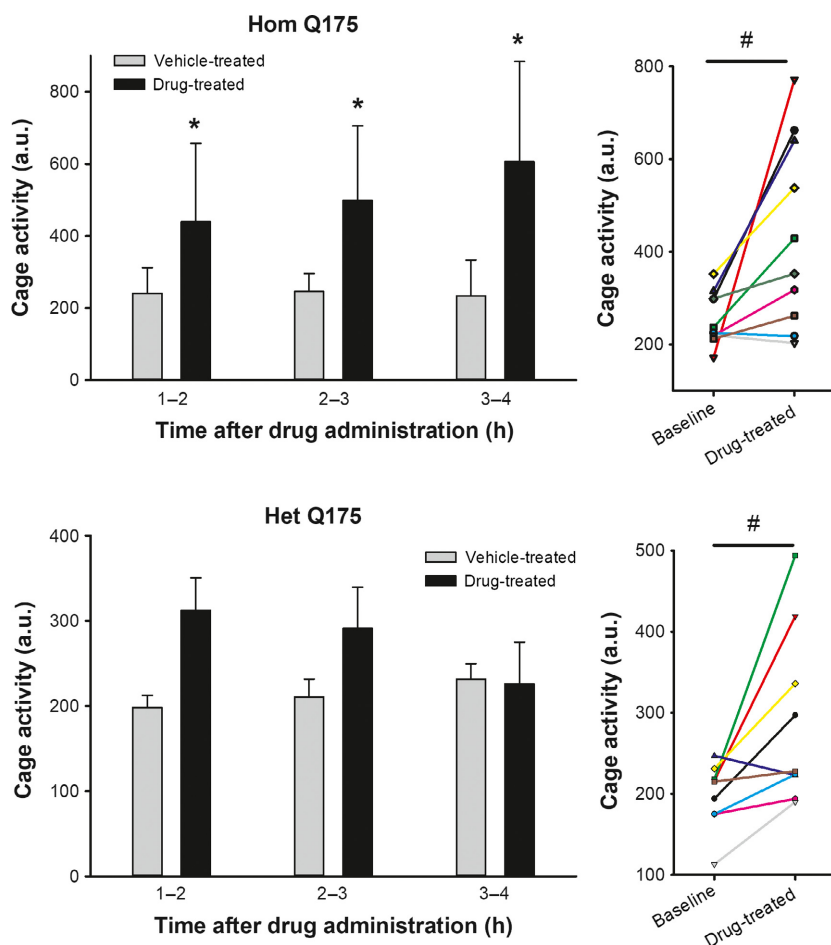 Hom Q175
Vehicle-treated
Drug-treated
Cage activity (a.u.)
800
600
400
200
0
*
*
*
1–2
2–3
3–4
Time after drug administration (h)
#
Cage activity (a.u.)
800
600
400
200
Baseline
Drug-treated
Het Q175
Vehicle-treated
Drug-treated
Cage activity (a.u.)
400
300
200
100
0
1–2
2–3
3–4
Time after drug administration (h)
#
Cage activity (a.u.)
500
400
300
200
100
Baseline
Drug-treated